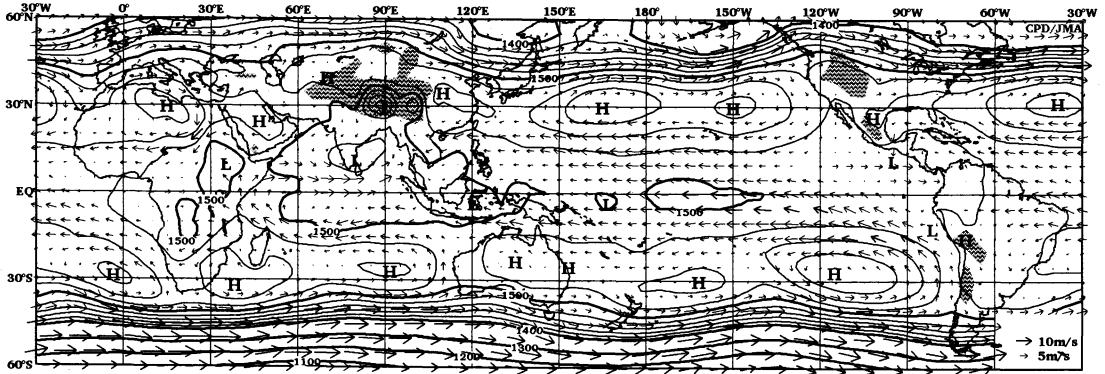 30°W 0° 30°E 60°E 90°E 120°E 150°E 180° 150°W 120°W 90°W 60°W 30°W
60°N
1400 1400
CPD/JMA
1500
H
30°N
H H H H H H
H
L L L
EQ
1500 L 1500
1500 1500
L
H
30°S
H H H H H H H
1500
1400
1300
1200
1100
10m/s
5m/s
60°S